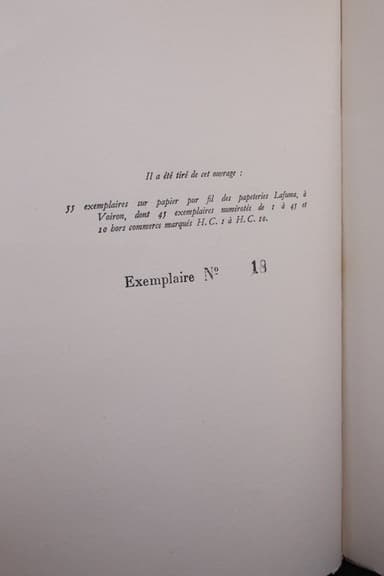 Il a été tiré de cet ouvrage :
55 exemplaires sur papier pur fil des papeteries Lafuma, à
Voiron, dont 45 exemplaires numérotés de 1 à 45 et
10 hors commerce marqués H. C. 1 à H. C. 10.
Exemplaire Nº 18